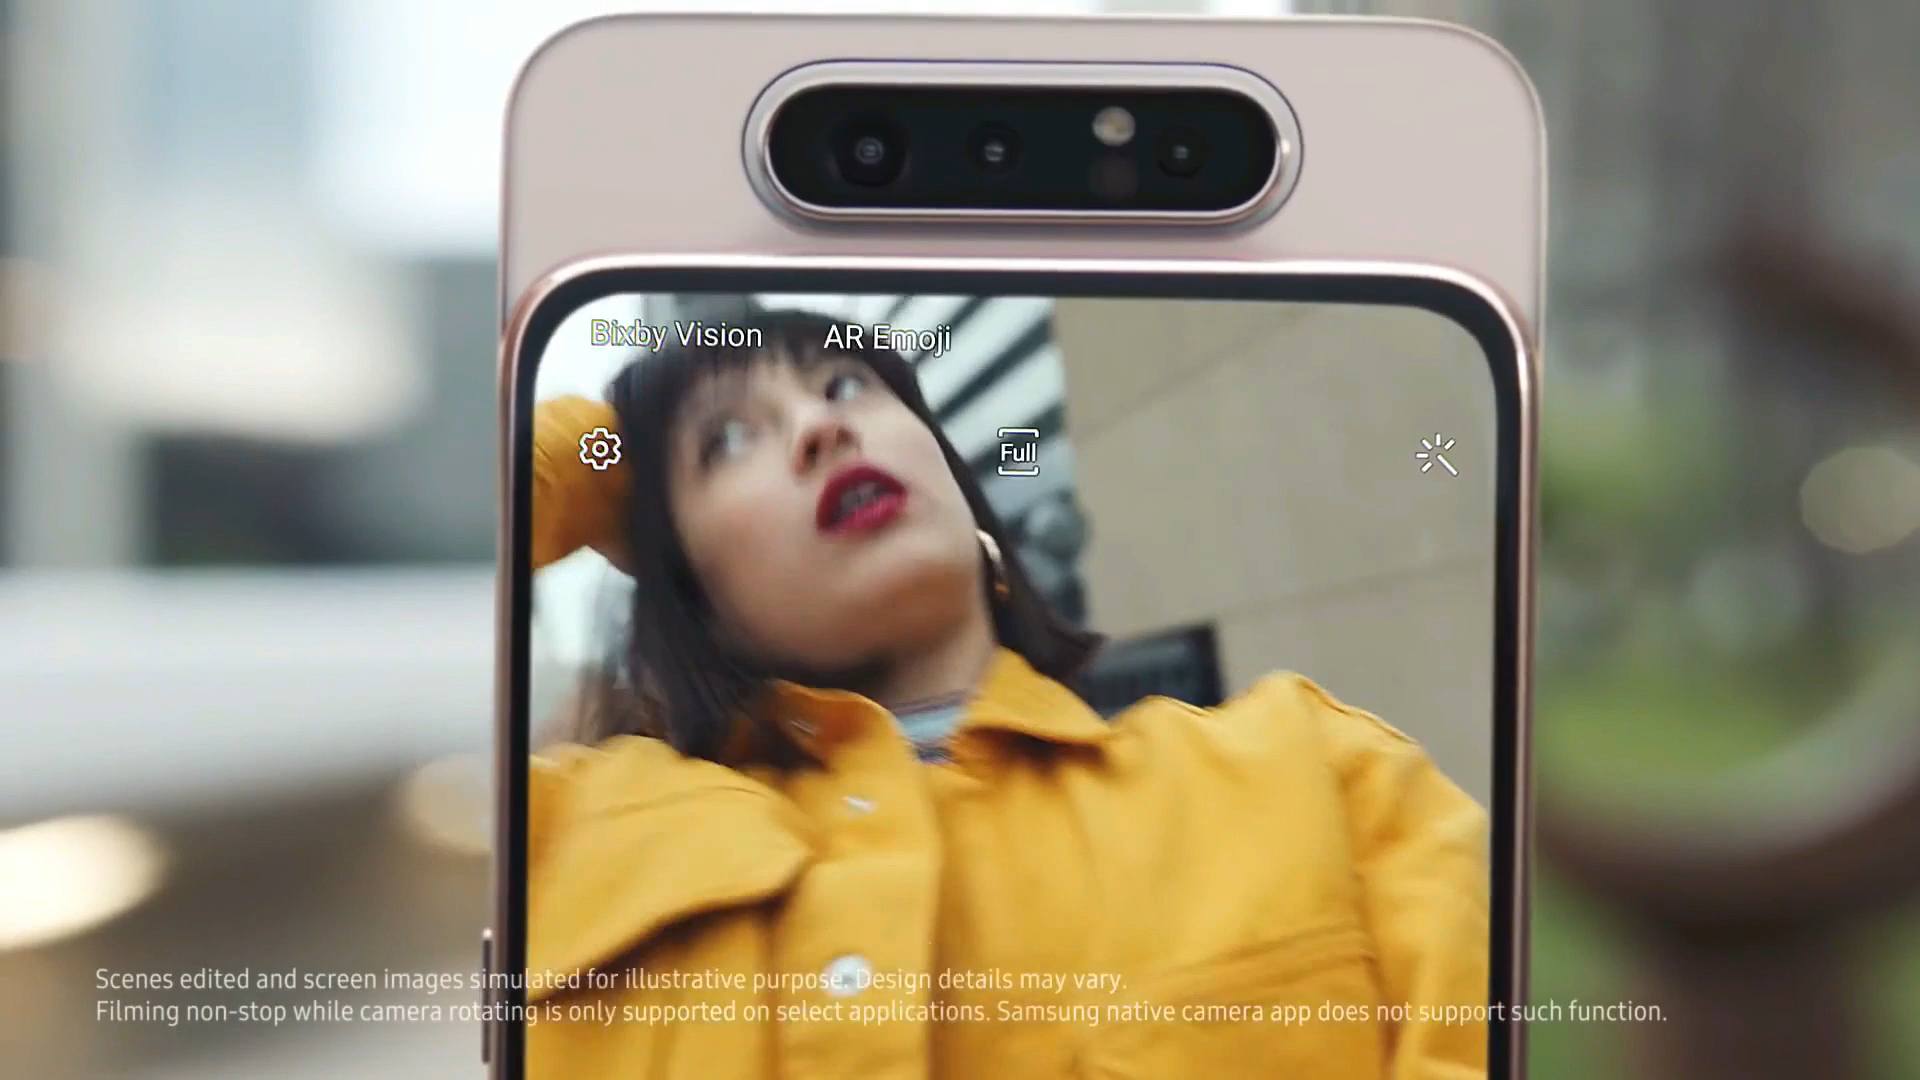 Bixby Vision AR Emoji
Full
Scenes edited and screen images simulated for illustrative purpose. Design details may vary.
Filming non-stop while camera rotating is only supported on select applications. Samsung native camera app does not support such function.